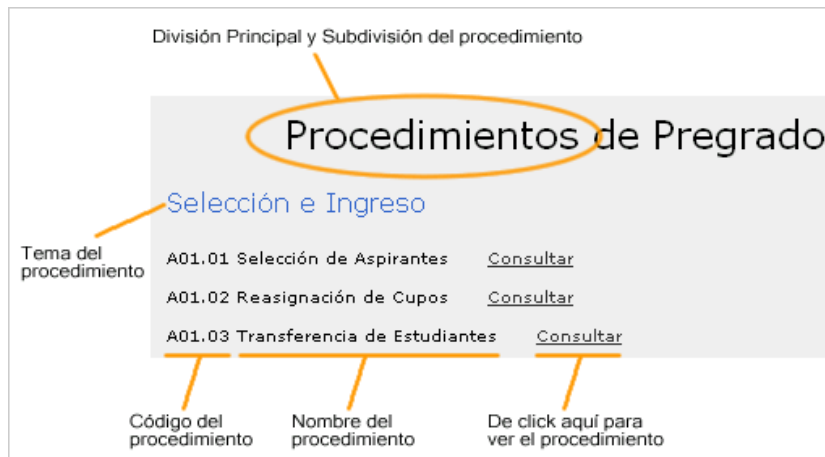 División Principal y Subdivisión del procedimiento
Procedimientos de Pregrado
Selección e Ingreso
Tema del
procedimiento
A01.01 Selección de Aspirantes Consultar
A01.02 Reasignación de Cupos Consultar
A01.03 Transferencia de Estudiantes Consultar
Código del
procedimiento
Nombre del
procedimiento
De click aquí para
ver el procedimiento